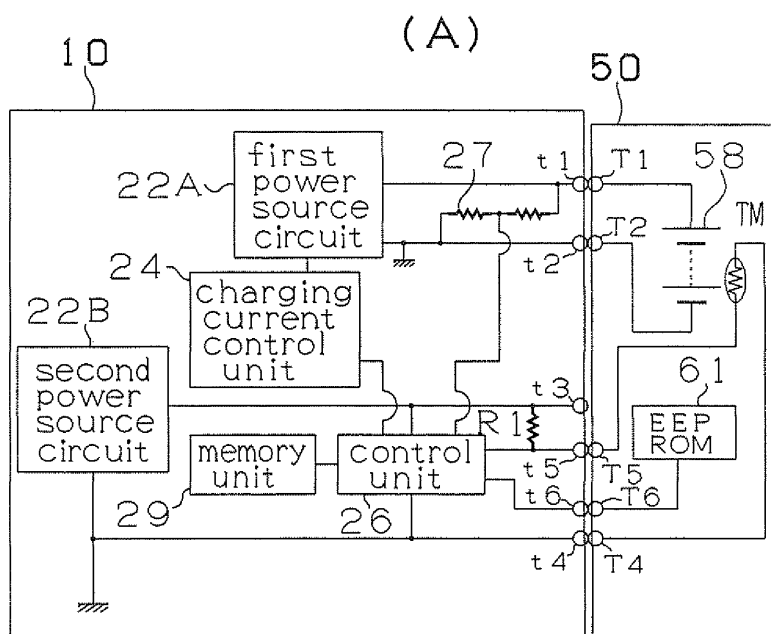 (A)
10
50
first
power
source
circuit
22A
27
t1
T1
58
TM
t2
T2
24
charging
current
control
unit
22B
second
power
source
circuit
t3
61
EEP
ROM
R1
memory
unit
control
unit
t5
T5
t6
T6
29
26
t4
T4